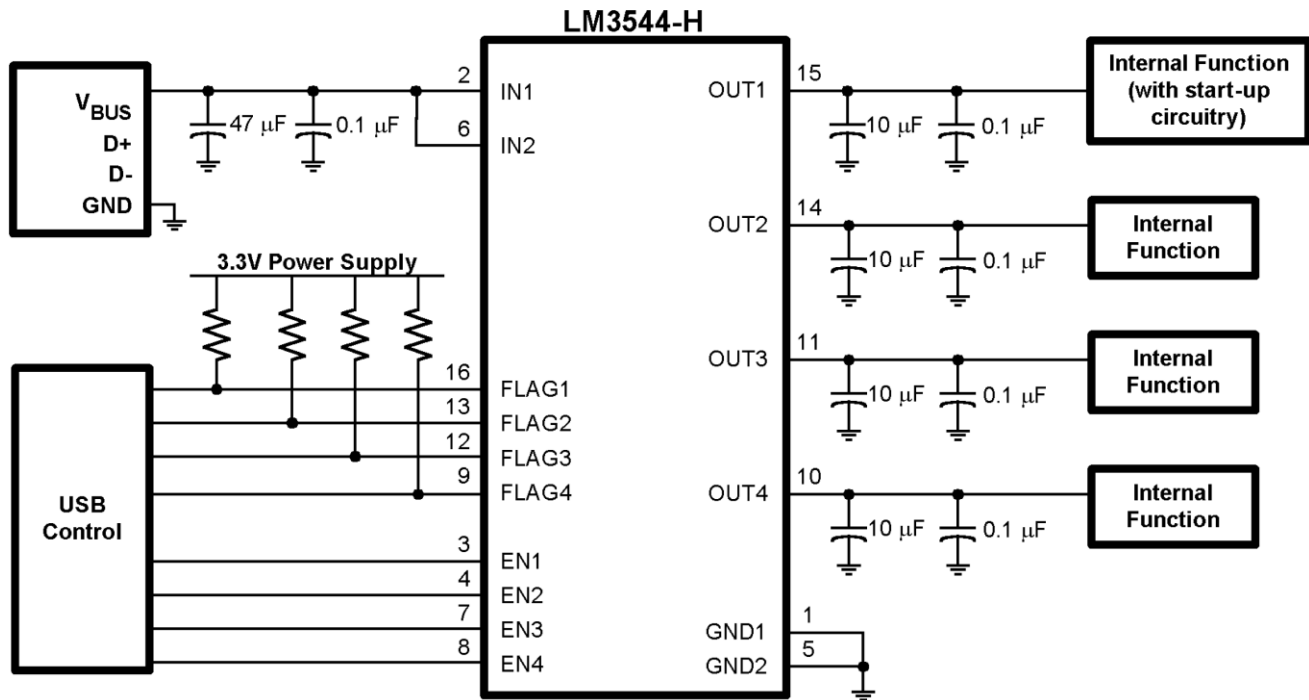 LM3544-H
V_BUS
D+
D-
GND
47 μF
0.1 μF
2
6
IN1
IN2
3.3V Power Supply
USB
Control
16
13
12
9
FLAG1
FLAG2
FLAG3
FLAG4
3
4
7
8
EN1
EN2
EN3
EN4
OUT1
15
10 μF
0.1 μF
Internal Function
(with start-up
circuitry)
OUT2
14
10 μF
0.1 μF
Internal
Function
OUT3
11
10 μF
0.1 μF
Internal
Function
OUT4
10
10 μF
0.1 μF
Internal
Function
GND1
1
GND2
5